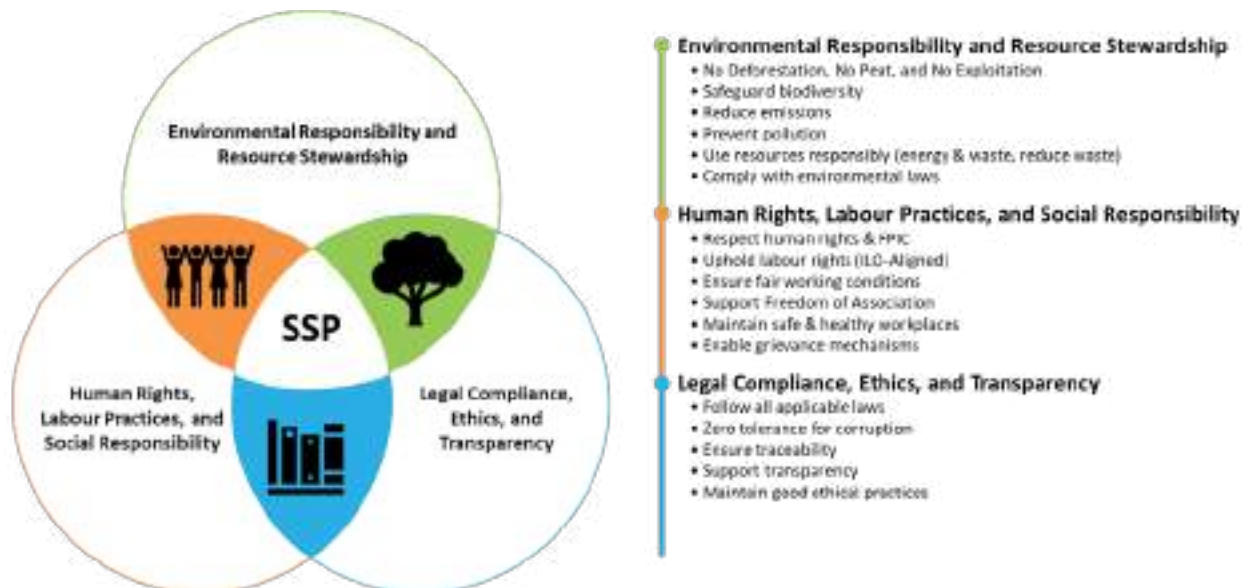 Environmental Responsibility and
Resource Stewardship
SSP
Human Rights,
Labour Practices, and
Social Responsibility
Legal Compliance,
Ethics, and
Transparency
Environmental Responsibility and Resource Stewardship
• No Deforestation, No Peat, and No Exploitation
• Safeguard biodiversity
• Reduce emissions
• Prevent pollution
• Use resources responsibly (energy & waste, reduce waste)
• Comply with environmental laws
Human Rights, Labour Practices, and Social Responsibility
• Respect human rights & FPIC
• Uphold labour rights (ILO-Aligned)
• Ensure fair working conditions
• Support Freedom of Association
• Maintain safe & healthy workplaces
• Enable grievance mechanisms
Legal Compliance, Ethics, and Transparency
• Follow all applicable laws
• Zero tolerance for corruption
• Ensure traceability
• Support transparency
• Maintain good ethical practices